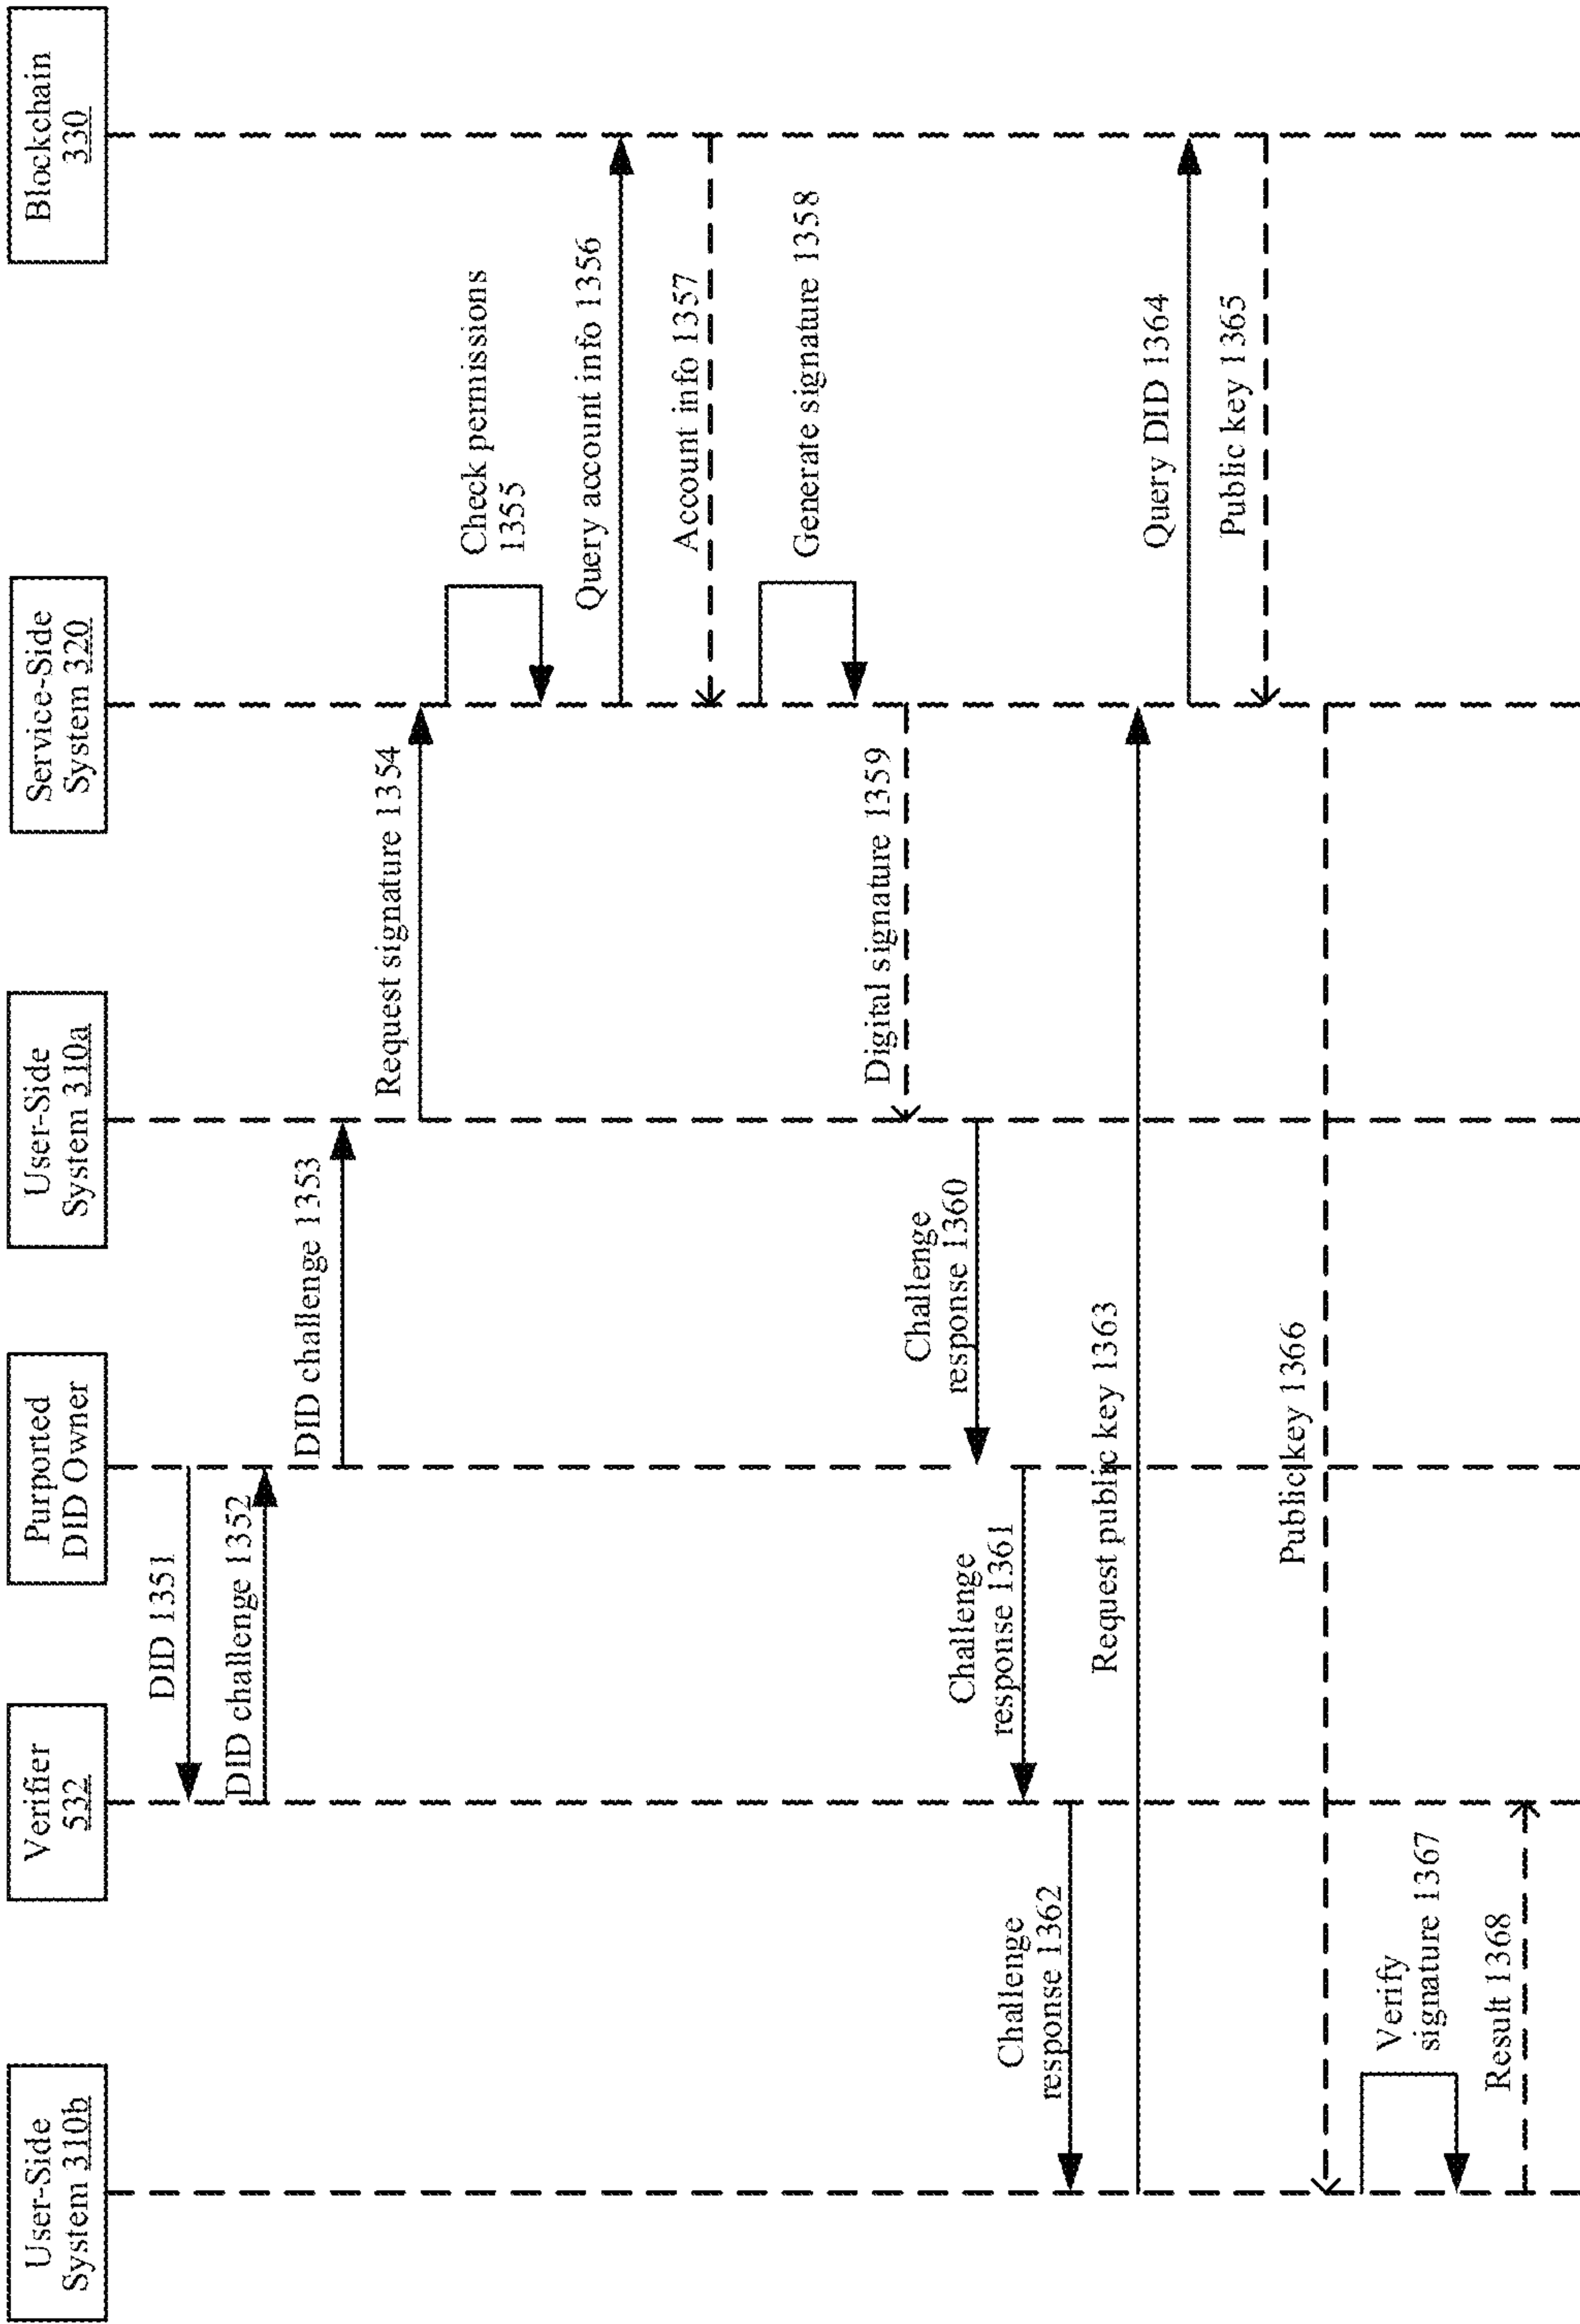 User-Side
System 310b
Verifier
532
Purported
DID Owner
User-Side
System 310a
Service-Side
System 320
Blockchain
330
DID 1351
DID challenge 1352
DID challenge 1353
Request signature 1354
Check permissions
1355
Query account info 1356
Account info 1357
Generate signature 1358
Digital signature 1359
Challenge
response 1360
Challenge
response 1361
Challenge
response 1362
Request public key 1363
Query DID 1364
Public key 1365
Public key 1366
Verify
signature 1367
Result 1368